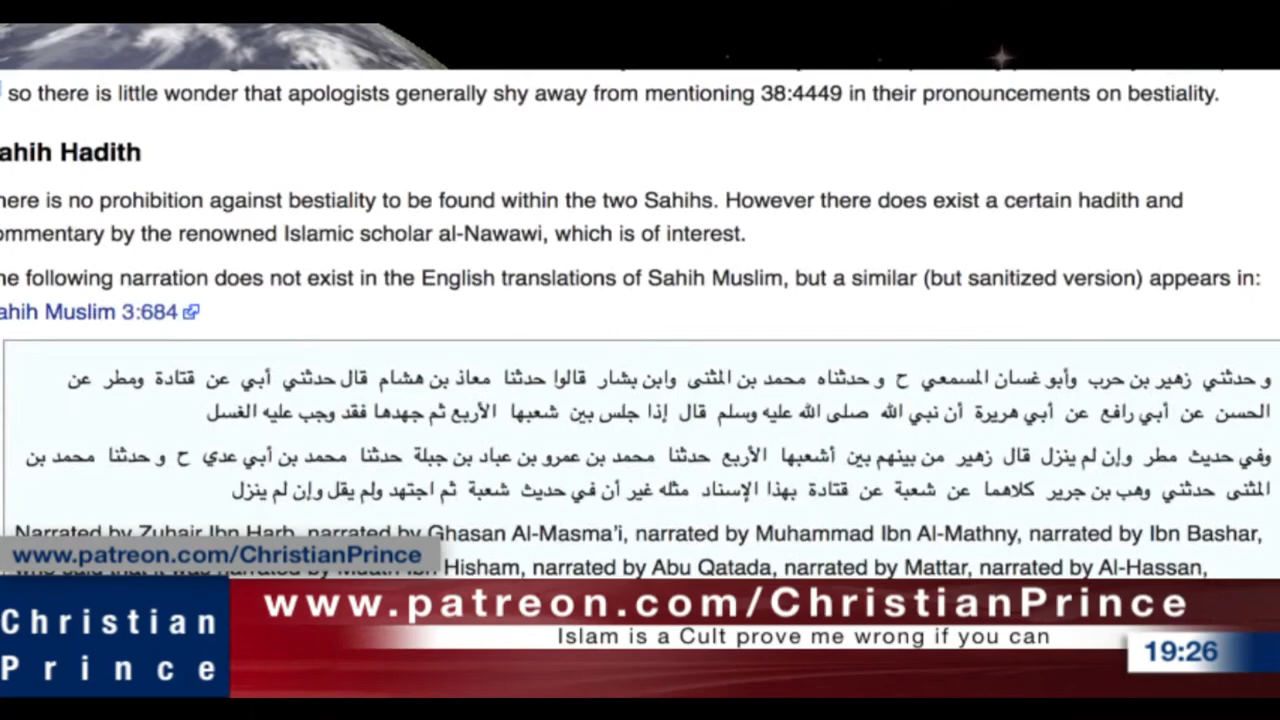 so there is little wonder that apologists generally shy away from mentioning 38:4449 in their pronouncements on bestiality.
ahih Hadith
here is no prohibition against bestiality to be found within the two Sahihs. However there does exist a certain hadith and
ommentary by the renowned Islamic scholar al-Nawawi, which is of interest.
he following narration does not exist in the English translations of Sahih Muslim, but a similar (but sanitized version) appears in:
ahih Muslim 3:684
و حدثني زهير بن حرب وأبو غسان المسمعي ح و حدثناه محمد بن المثنى وابن بشار قالوا حدثنا معاذ بن هشام قال حدثني أبي عن قتادة ومطر عن
الحسن عن أبي رافع عن أبي هريرة أن نبي الله صلى الله عليه وسلم قال إذا جلس بين شعبها الأربع ثم جهدها فقد وجب عليه الغسل
وفي حديث مطر وإن لم ينزل قال زهير من بينهم بين أشعبها الأربع حدثنا محمد بن عمرو بن عباد بن جبلة حدثنا محمد بن أبي عدي ح و حدثنا محمد بن
المثنى حدثني وهب بن جرير كلاهما عن شعبة عن قتادة بهذا الإسناد مثله غير أن في حديث شعبة ثم اجتهد ولم يقل وإن لم ينزل
Narrated by Zuhair Ibn Harb, narrated by Ghasan Al-Masma'i, narrated by Muhammad Ibn Al-Mathny, narrated by Ibn Bashar,
www.patreon.com/ChristianPrince
who said that it was narrated by Muath Ibn Hisham, narrated by Abu Qatada, narrated by Mattar, narrated by Al-Hassan,
www.patreon.com/ChristianPrince
Christian
Prince
Islam is a Cult prove me wrong if you can
19:26